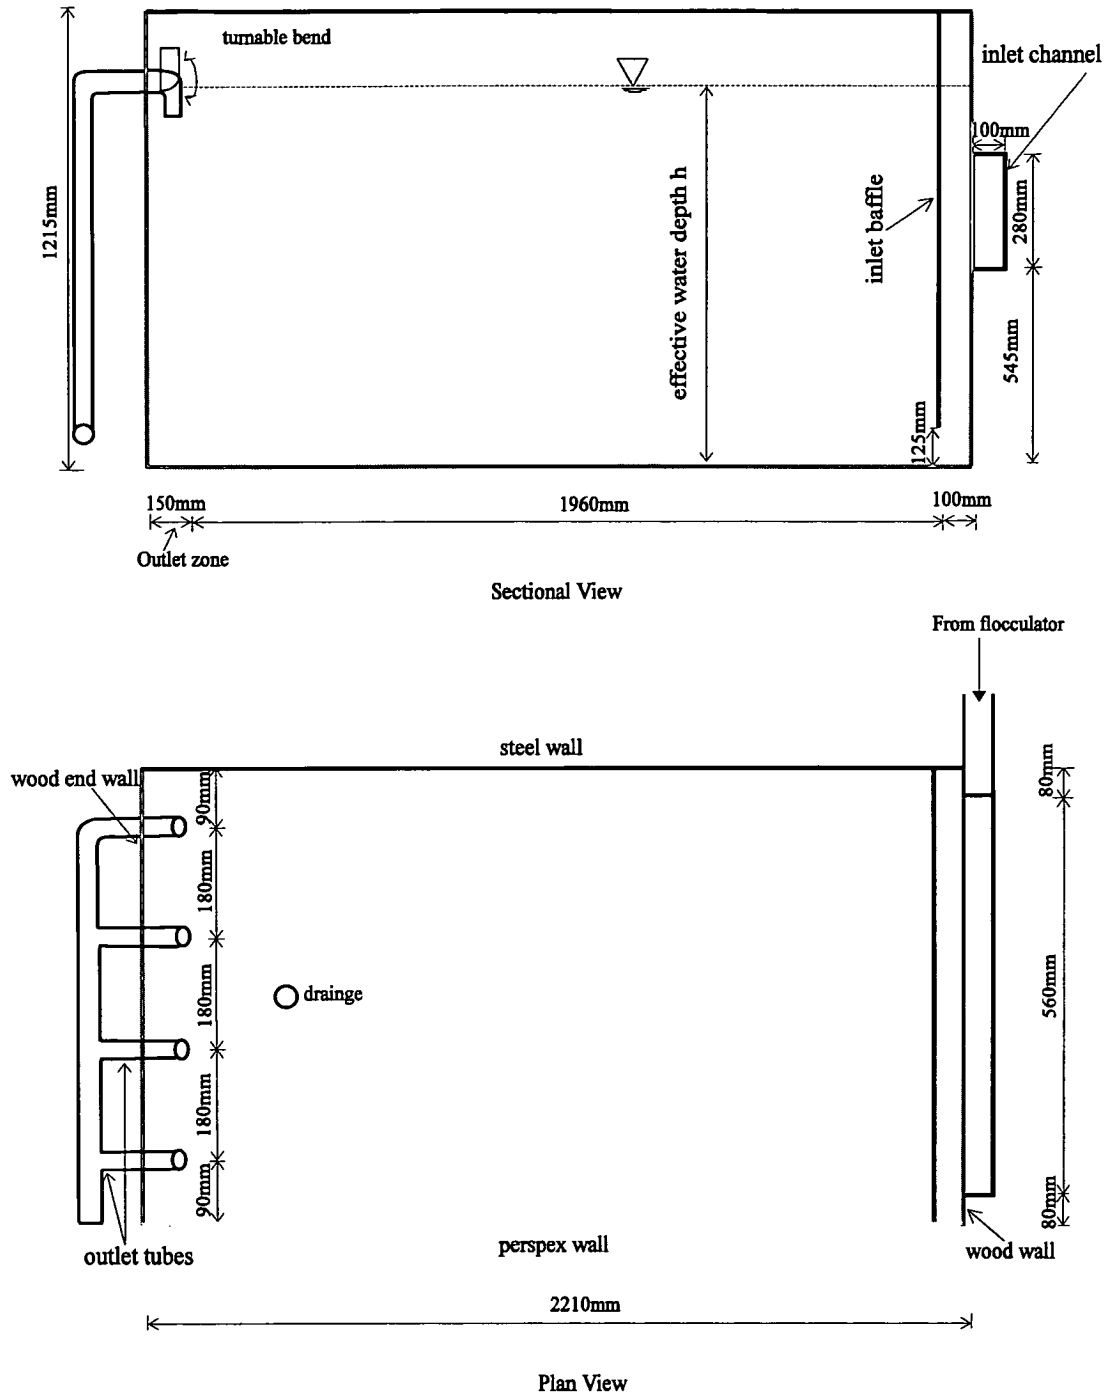 turnable bend
inlet channel
100mm
1215mm
effective water depth h
inlet baffle
280mm
545mm
125mm
150mm
1960mm
100mm
Outlet zone
Sectional View
From flocculator
steel wall
wood end wall
90mm
80mm
180mm
drainge
180mm
560mm
180mm
90mm
80mm
outlet tubes
perspex wall
wood wall
2210mm
Plan View